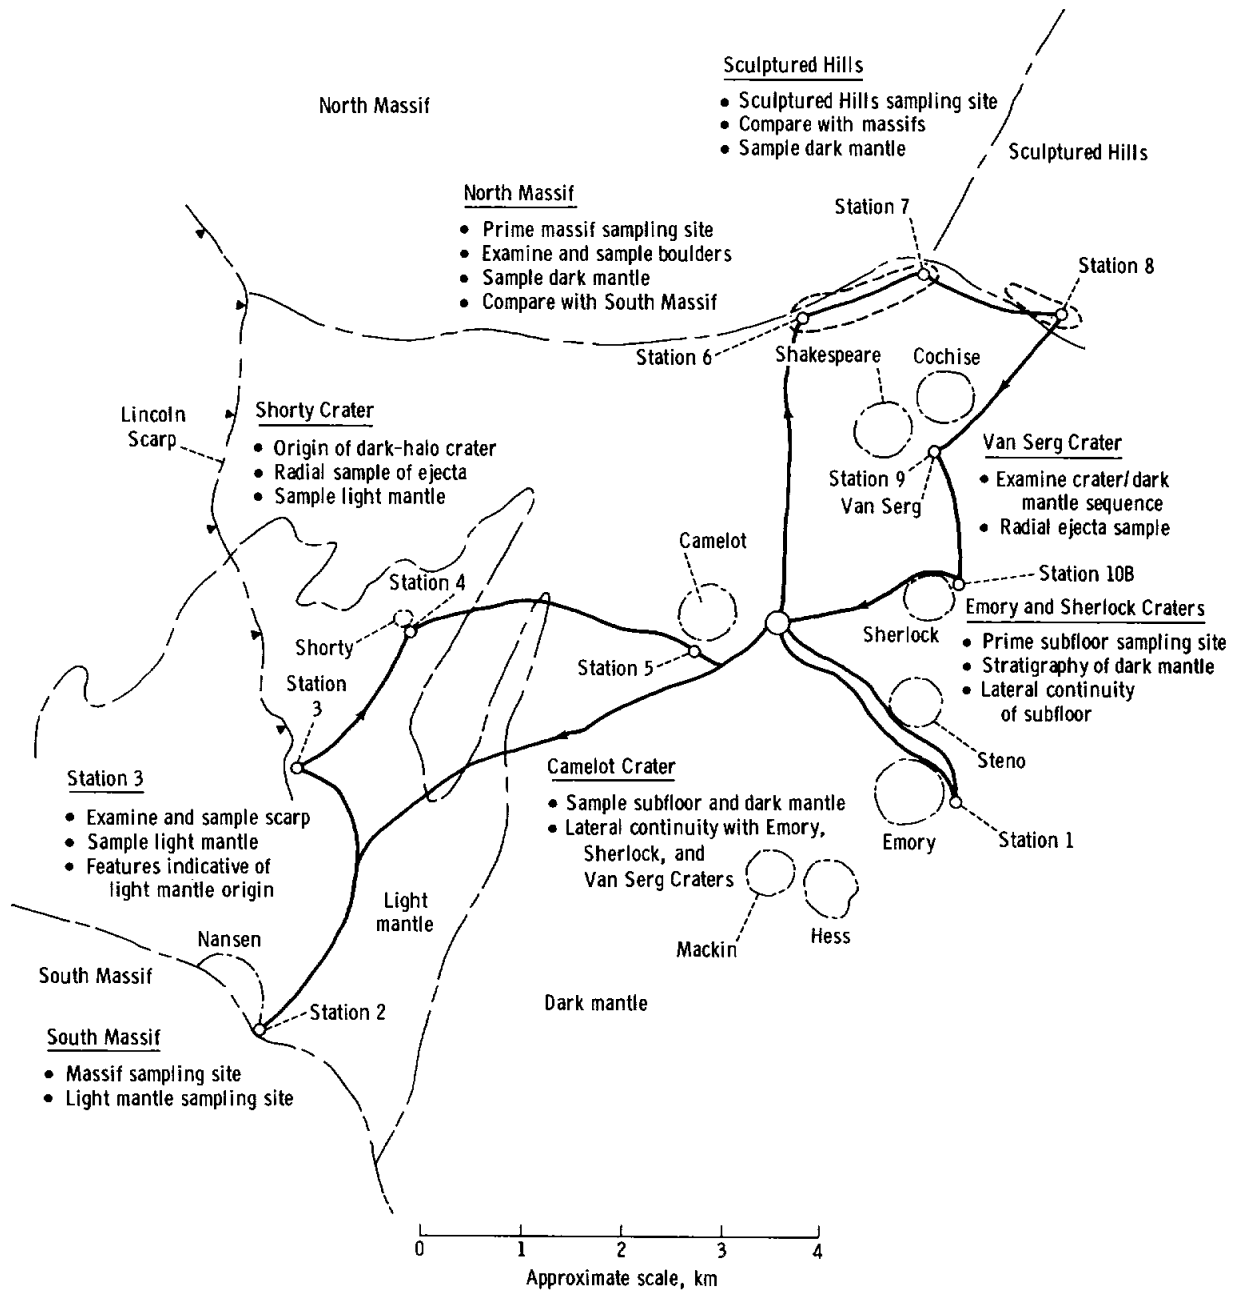 Sculptured Hills
• Sculptured Hills sampling site
• Compare with massifs
• Sample dark mantle
North Massif
Sculptured Hills
North Massif
• Prime massif sampling site
• Examine and sample boulders
• Sample dark mantle
• Compare with South Massif
Station 7
Station 8
Station 6
Shakespeare
Cochise
Lincoln
Scarp
Shorty Crater
• Origin of dark-halo crater
• Radial sample of ejecta
• Sample light mantle
Van Serg Crater
• Examine crater/dark
mantle sequence
• Radial ejecta sample
Station 9
Van Serg
Camelot
Station 4
Station 10B
Shorty
Sherlock
Emory and Sherlock Craters
• Prime subfloor sampling site
• Stratigraphy of dark mantle
• Lateral continuity
of subfloor
Station 5
Station
3
Steno
Station 3
• Examine and sample scarp
• Sample light mantle
• Features indicative of
light mantle origin
Camelot Crater
• Sample subfloor and dark mantle
• Lateral continuity with Emory,
Sherlock, and
Van Serg Craters
Emory
Station 1
Light
mantle
Mackin
Hess
Nansen
South Massif
Station 2
Dark mantle
South Massif
• Massif sampling site
• Light mantle sampling site
0 1 2 3 4
Approximate scale, km